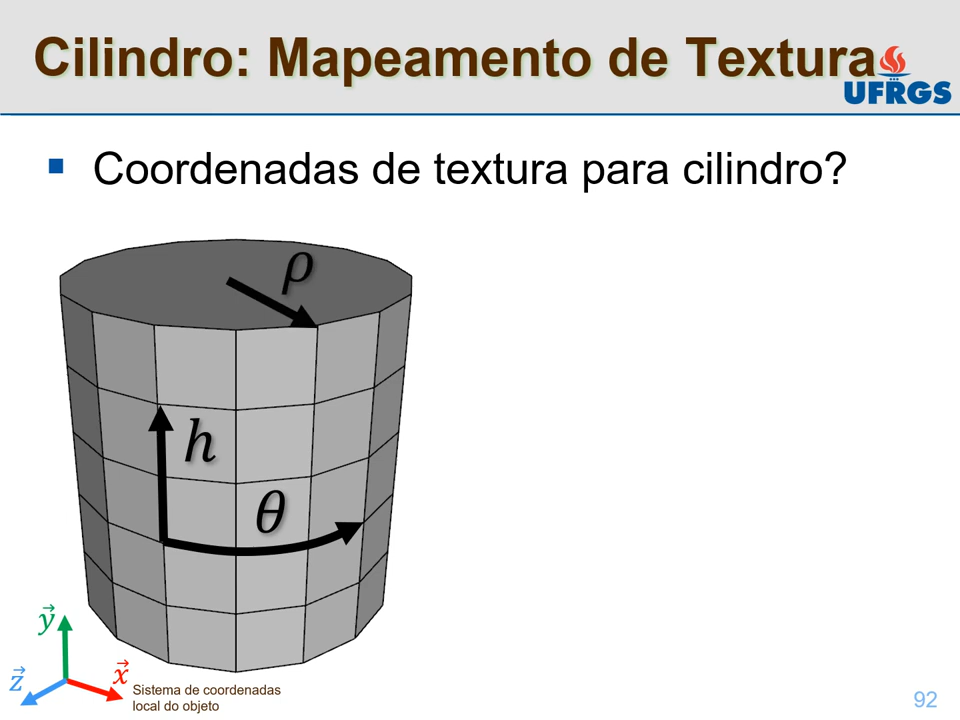 Cilindro: Mapeamento de Textura
UFRGS
▪ Coordenadas de textura para cilindro?
ρ
h
θ
y⃗
z⃗
x⃗
Sistema de coordenadas
local do objeto
92